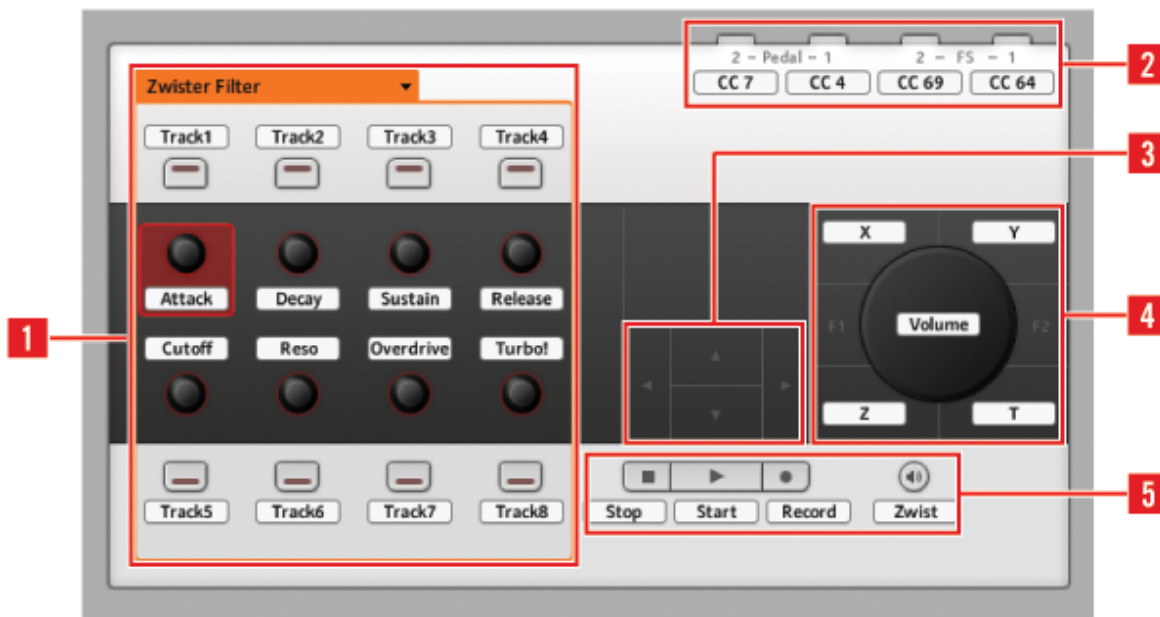 2 - Pedal - 1 2 - FS - 1
CC 7 CC 4 CC 69 CC 64
2
Zwister Filter
Track1 Track2 Track3 Track4
3
X Y
Attack Decay Sustain Release
F1 Volume F2
4
1
Cutoff Reso Overdrive Turbo!
Z T
Track5 Track6 Track7 Track8
Stop Start Record Zwist
5